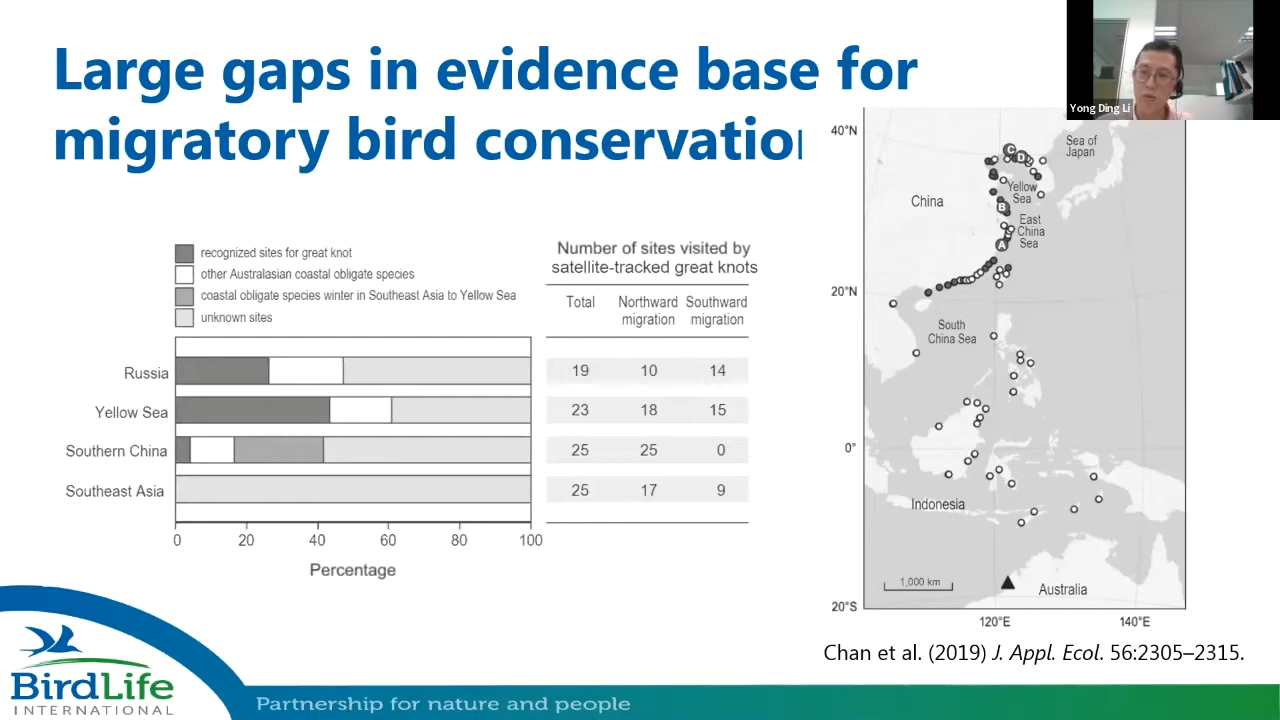 Large gaps in evidence base for
migratory bird conservatio
Yong Ding Li
recognized sites for great knot
other Australasian coastal obligate species
coastal obligate species winter in Southeast Asia to Yellow Sea
unknown sites
Russia
Yellow Sea
Southern China
Southeast Asia
0 20 40 60 80 100
Percentage
Number of sites visited by
satellite-tracked great knots
Total Northward migration Southward migration
19 10 14
23 18 15
25 25 0
25 17 9
40°N
20°N
0°
20°S
Sea of
Japan
C
D
Yellow
Sea
China
B
East
China
Sea
A
South
China Sea
Indonesia
1,000 km
Australia
120°E 140°E
Chan et al. (2019) J. Appl. Ecol. 56:2305–2315.
BirdLife
INTERNATIONAL
Partnership for nature and people